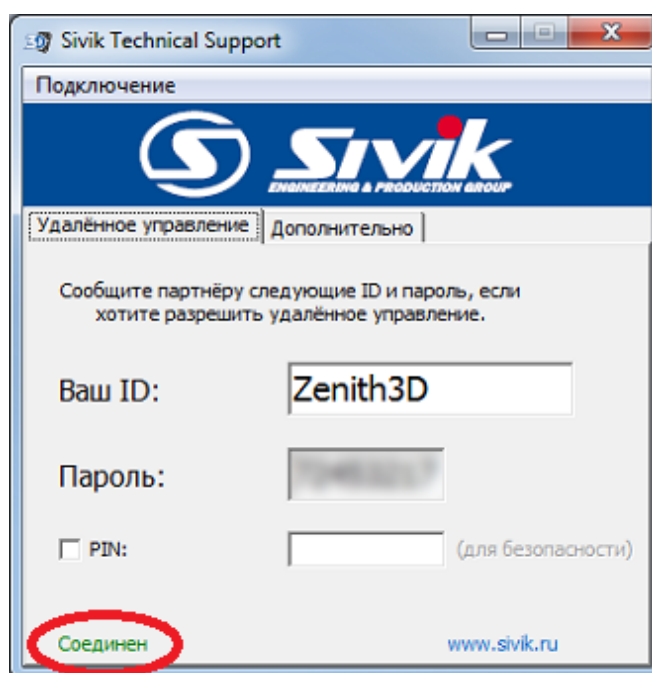 Sivik Technical Support
Подключение
Sivik
ENGINEERING & PRODUCTION GROUP
Удалённое управление
Дополнительно
Сообщите партнёру следующие ID и пароль, если
хотите разрешить удалённое управление.
Ваш ID:
Zenith3D
Пароль:
PIN:
(для безопасности)
Соединен
www.sivik.ru